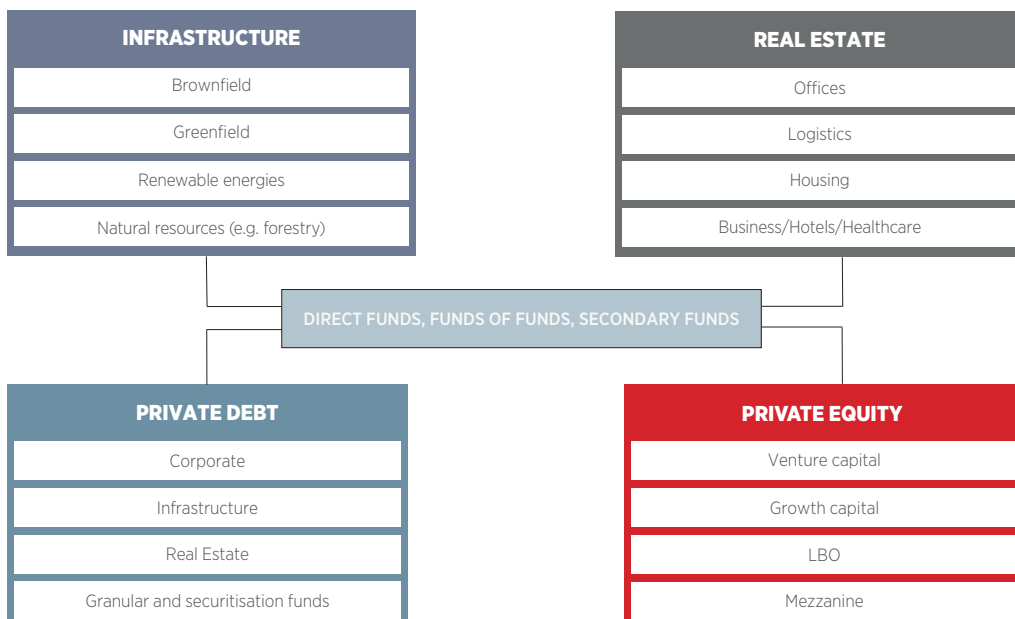 INFRASTRUCTURE
Brownfield
Greenfield
Renewable energies
Natural resources (e.g. forestry)
REAL ESTATE
Offices
Logistics
Housing
Business/Hotels/Healthcare
DIRECT FUNDS, FUNDS OF FUNDS, SECONDARY FUNDS
PRIVATE DEBT
Corporate
Infrastructure
Real Estate
Granular and securitisation funds
PRIVATE EQUITY
Venture capital
Growth capital
LBO
Mezzanine